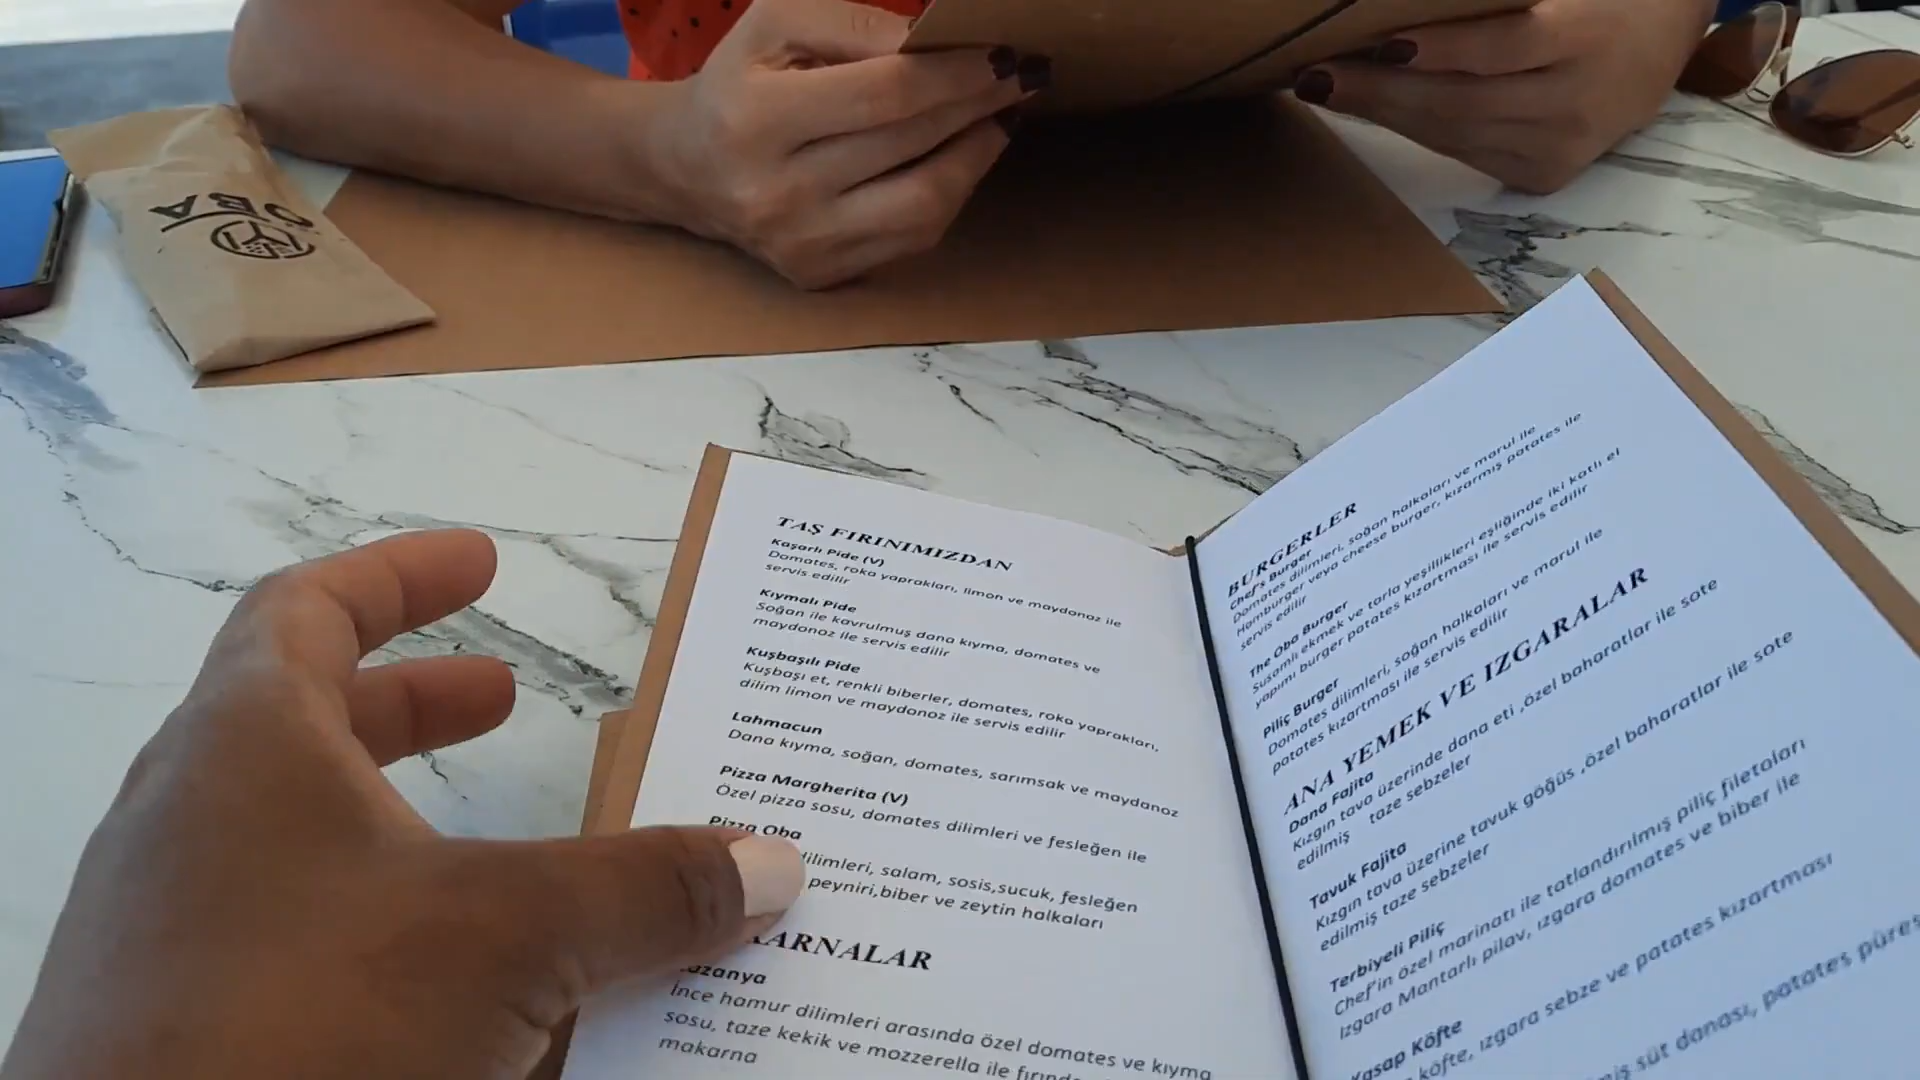 ÖBA
TAŞ FIRINIMIZDAN
Kaşarlı Pide (V)
Domates, roka yaprakları, limon ve maydanoz ile
servis edilir
Kıymalı Pide
Soğan ile kavrulmuş dana kıyma, domates ve
maydanoz ile servis edilir
Kuşbaşılı Pide
Kuşbaşı et, renkli biberler, domates, roka yaprakları,
dilim limon ve maydanoz ile servis edilir
Lahmacun
Dana kıyma, soğan, domates, sarımsak ve maydanoz
Pizza Margherita (V)
Özel pizza sosu, domates dilimleri ve fesleğen ile
Pizza Oba
dilimleri, salam, sosis,sucuk, fesleğen
peyniri,biber ve zeytin halkaları
KARNALAR
azanya
İnce hamur dilimleri arasında özel domates ve kıyma
sosu, taze kekik ve mozzerella ile fırında
makarna
BURGERLER
Chef's Burger
Domates dilimleri, soğan halkaları ve marul ile
Hamburger veya cheese burger, kızarmış patates ile
servis edilir
The Oba Burger
Susamlı ekmek ve tarla yeşillikleri eşliğinde iki katlı el
yapımı burger patates kızartması ile servis edilir
Piliç Burger
Domates dilimleri, soğan halkaları ve marul ile
patates kızartması ile servis edilir
ANA YEMEK VE IZGARALAR
Dana Fajita
Kızgın tava üzerinde dana eti ,özel baharatlar ile sote
edilmiş taze sebzeler
Tavuk Fajita
Kızgın tava üzerine tavuk göğüs ,özel baharatlar ile sote
edilmiş taze sebzeler
Terbiyeli Piliç
Chef'in özel marinatı ile tatlandırılmış piliç filetoları
Izgara Mantarlı pilav, ızgara domates ve biber ile
Kasap Köfte
köfte, ızgara sebze ve patates kızartması
süt danası, patates püres